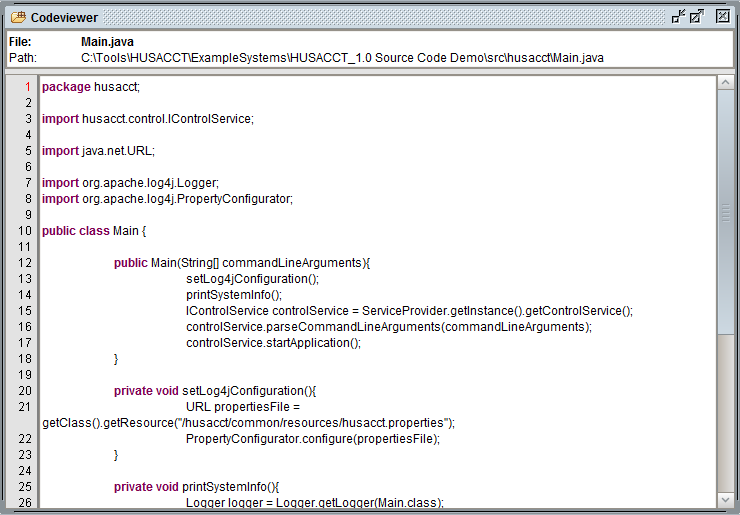 Codeviewer
File: Main.java
Path: C:\Tools\HUSACCT\ExampleSystems\HUSACCT_1.0 Source Code Demo\src\husacct\Main.java
1 package husacct;
2
3 import husacct.control.IControlService;
4
5 import java.net.URL;
6
7 import org.apache.log4j.Logger;
8 import org.apache.log4j.PropertyConfigurator;
9
10 public class Main {
11
12 public Main(String[] commandLineArguments){
13 setLog4jConfiguration();
14 printSystemInfo();
15 IControlService controlService = ServiceProvider.getInstance().getControlService();
16 controlService.parseCommandLineArguments(commandLineArguments);
17 controlService.startApplication();
18 }
19
20 private void setLog4jConfiguration(){
21 URL propertiesFile =
getClass().getResource("/husacct/common/resources/husacct.properties");
22 PropertyConfigurator.configure(propertiesFile);
23 }
24
25 private void printSystemInfo(){
26 Logger logger = Logger.getLogger(Main.class);